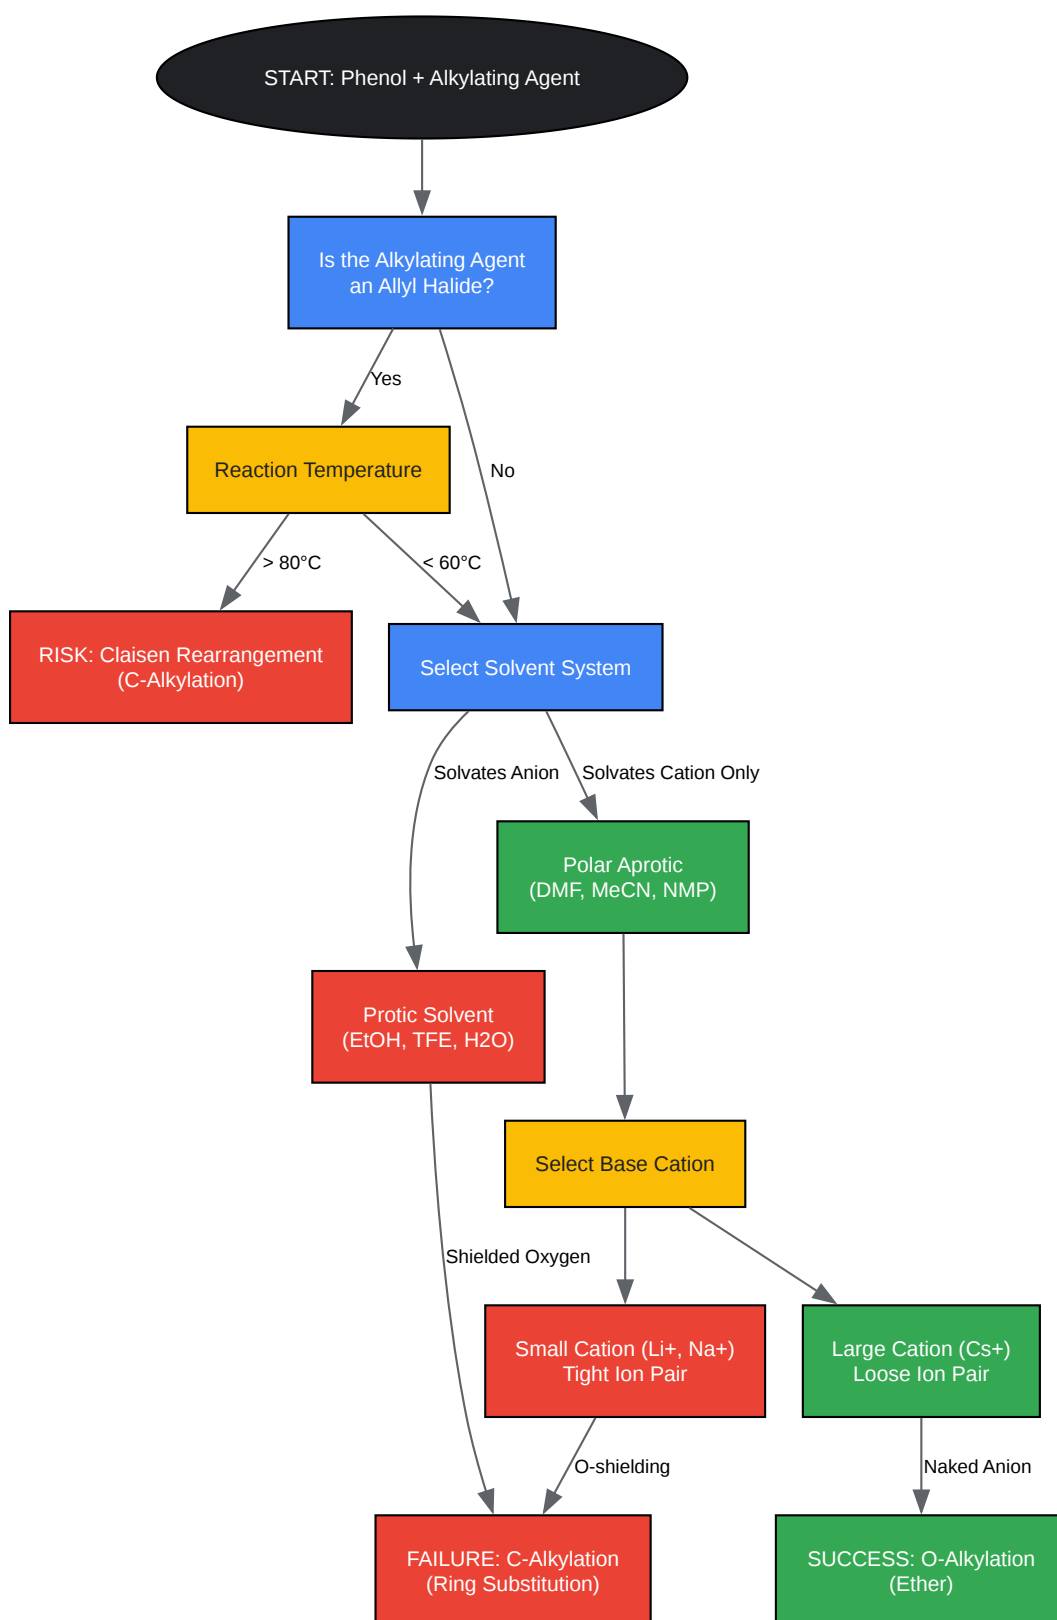 START: Phenol + Alkylating Agent
Is the Alkylating Agent
an Allyl Halide?
Yes
No
Reaction Temperature
> 80°C
< 60°C
RISK: Claisen Rearrangement
(C-Alkylation)
Select Solvent System
Solvates Anion
Solvates Cation Only
Polar Aprotic
(DMF, MeCN, NMP)
Protic Solvent
(EtOH, TFE, H2O)
Select Base Cation
Shielded Oxygen
Small Cation (Li+, Na+)
Tight Ion Pair
Large Cation (Cs+)
Loose Ion Pair
O-shielding
Naked Anion
FAILURE: C-Alkylation
(Ring Substitution)
SUCCESS: O-Alkylation
(Ether)